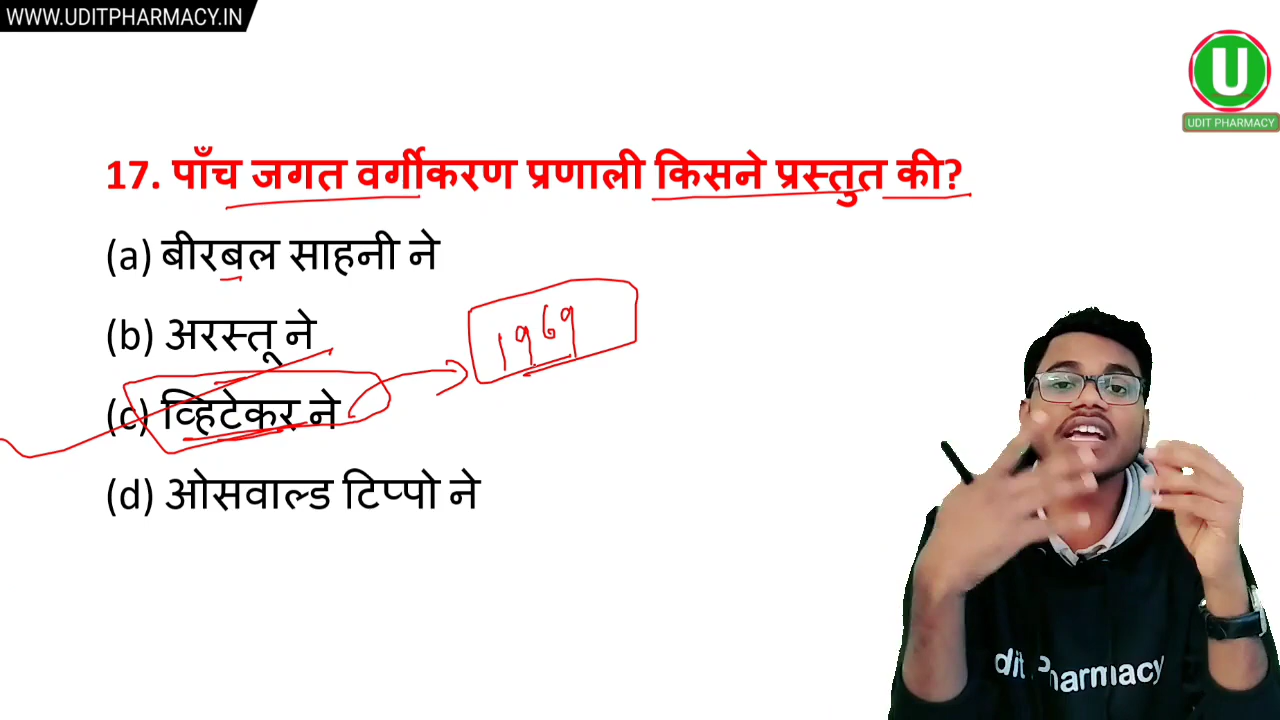 WWW.UDITPHARMACY.IN
U
UDIT PHARMACY
17. पाँच जगत वर्गीकरण प्रणाली किसने प्रस्तुत की?
(a) बीरबल साहनी ने
(b) अरस्तू ने
1969
(c) व्हिटेकर ने
(d) ओसवाल्ड टिप्पो ने
dit Pharmacy